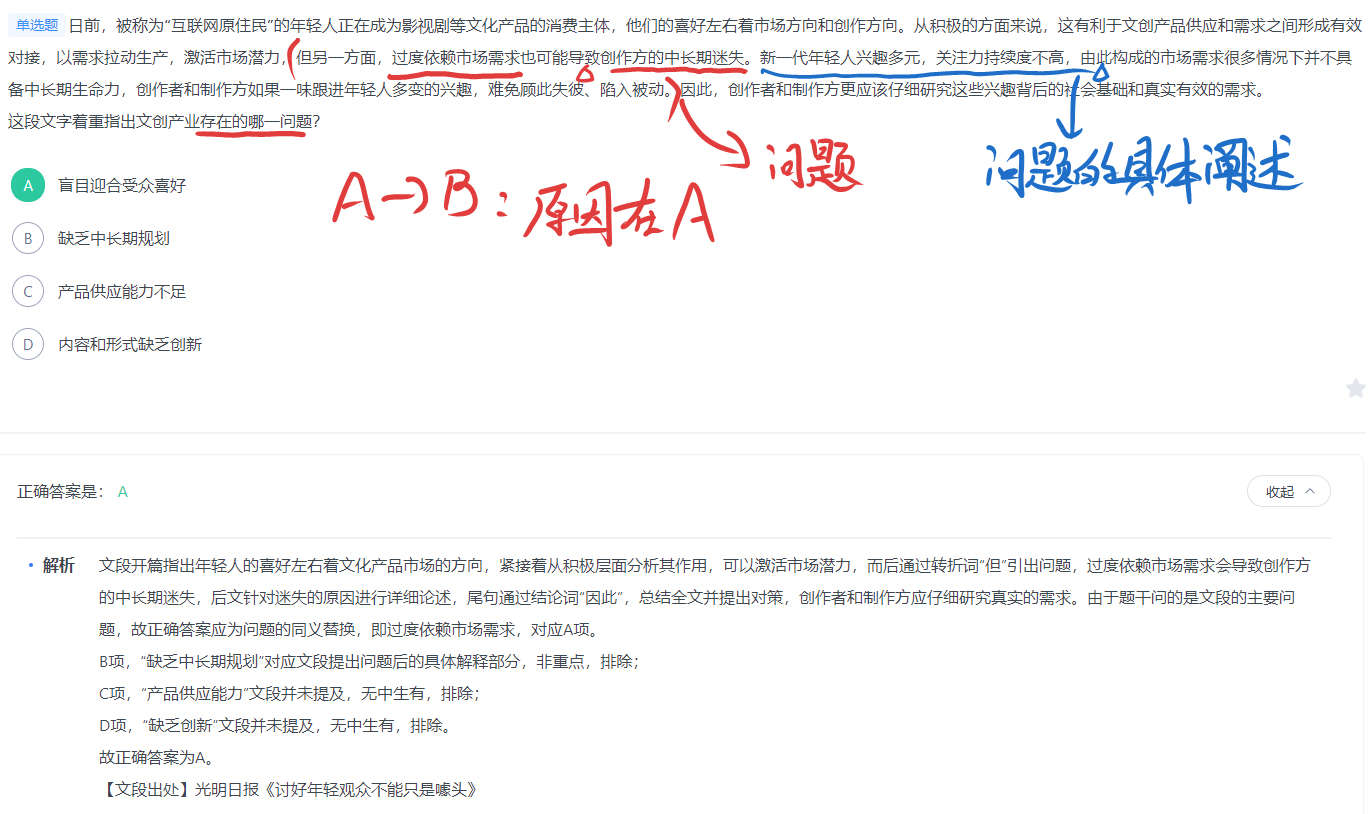 单选题 日前，被称为“互联网原住民”的年轻人正在成为影视剧等文化产品的消费主体，他们的喜好左右着市场方向和创作方向。从积极的方面来说，这有利于文创产品供应和需求之间形成有效
对接，以需求拉动生产，激活市场潜力，但另一方面，过度依赖市场需求也可能导致创作方的中长期迷失。新一代年轻人兴趣多元，关注力持续度不高，由此构成的市场需求很多情况下并不具
备中长期生命力，创作者和制作方如果一味跟进年轻人多变的兴趣，难免顾此失彼、陷入被动。因此，创作者和制作方更应该仔细研究这些兴趣背后的社会基础和真实有效的需求。
这段文字着重指出文创产业存在的哪一问题？
问题
问题的具体阐述
A→B：原因在A
A 盲目迎合受众喜好
B 缺乏中长期规划
C 产品供应能力不足
D 内容和形式缺乏创新
正确答案是： A
收起
• 解析 文段开篇指出年轻人的喜好左右着文化产品市场的方向，紧接着从积极层面分析其作用，可以激活市场潜力，而后通过转折词“但”引出问题，过度依赖市场需求会导致创作方
的中长期迷失，后文针对迷失的原因进行详细论述，尾句通过结论词“因此”，总结全文并提出对策，创作者和制作方应仔细研究真实的需求。由于题干问的是文段的主要问
题，故正确答案应为问题的同义替换，即过度依赖市场需求，对应A项。
B项，“缺乏中长期规划”对应文段提出问题后的具体解释部分，非重点，排除；
C项，“产品供应能力”文段并未提及，无中生有，排除；
D项，“缺乏创新”文段并未提及，无中生有，排除。
故正确答案为A。
【文段出处】光明日报《讨好年轻观众不能只是噱头》